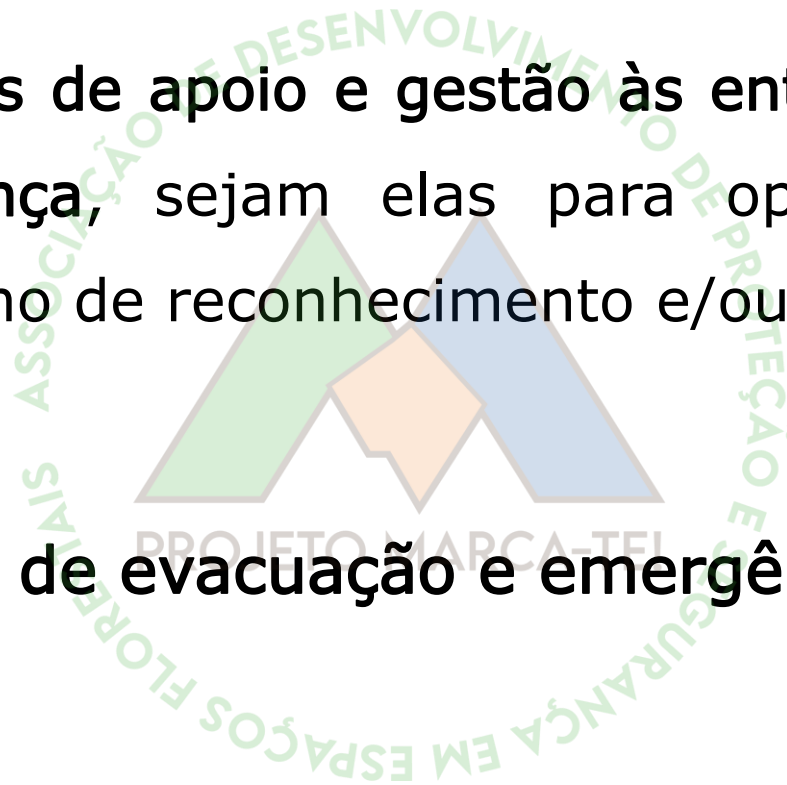 s de apoio e gestão às ent
nça, sejam elas para op
no de reconhecimento e/ou
de evacuação e emergê
PROJETO MARCA-TEL
ASSOCIAÇÃO DE DESENVOLVIMENTO DE PROTEÇÃO E SEGURANÇA EM ESPAÇOS FLORESTAIS